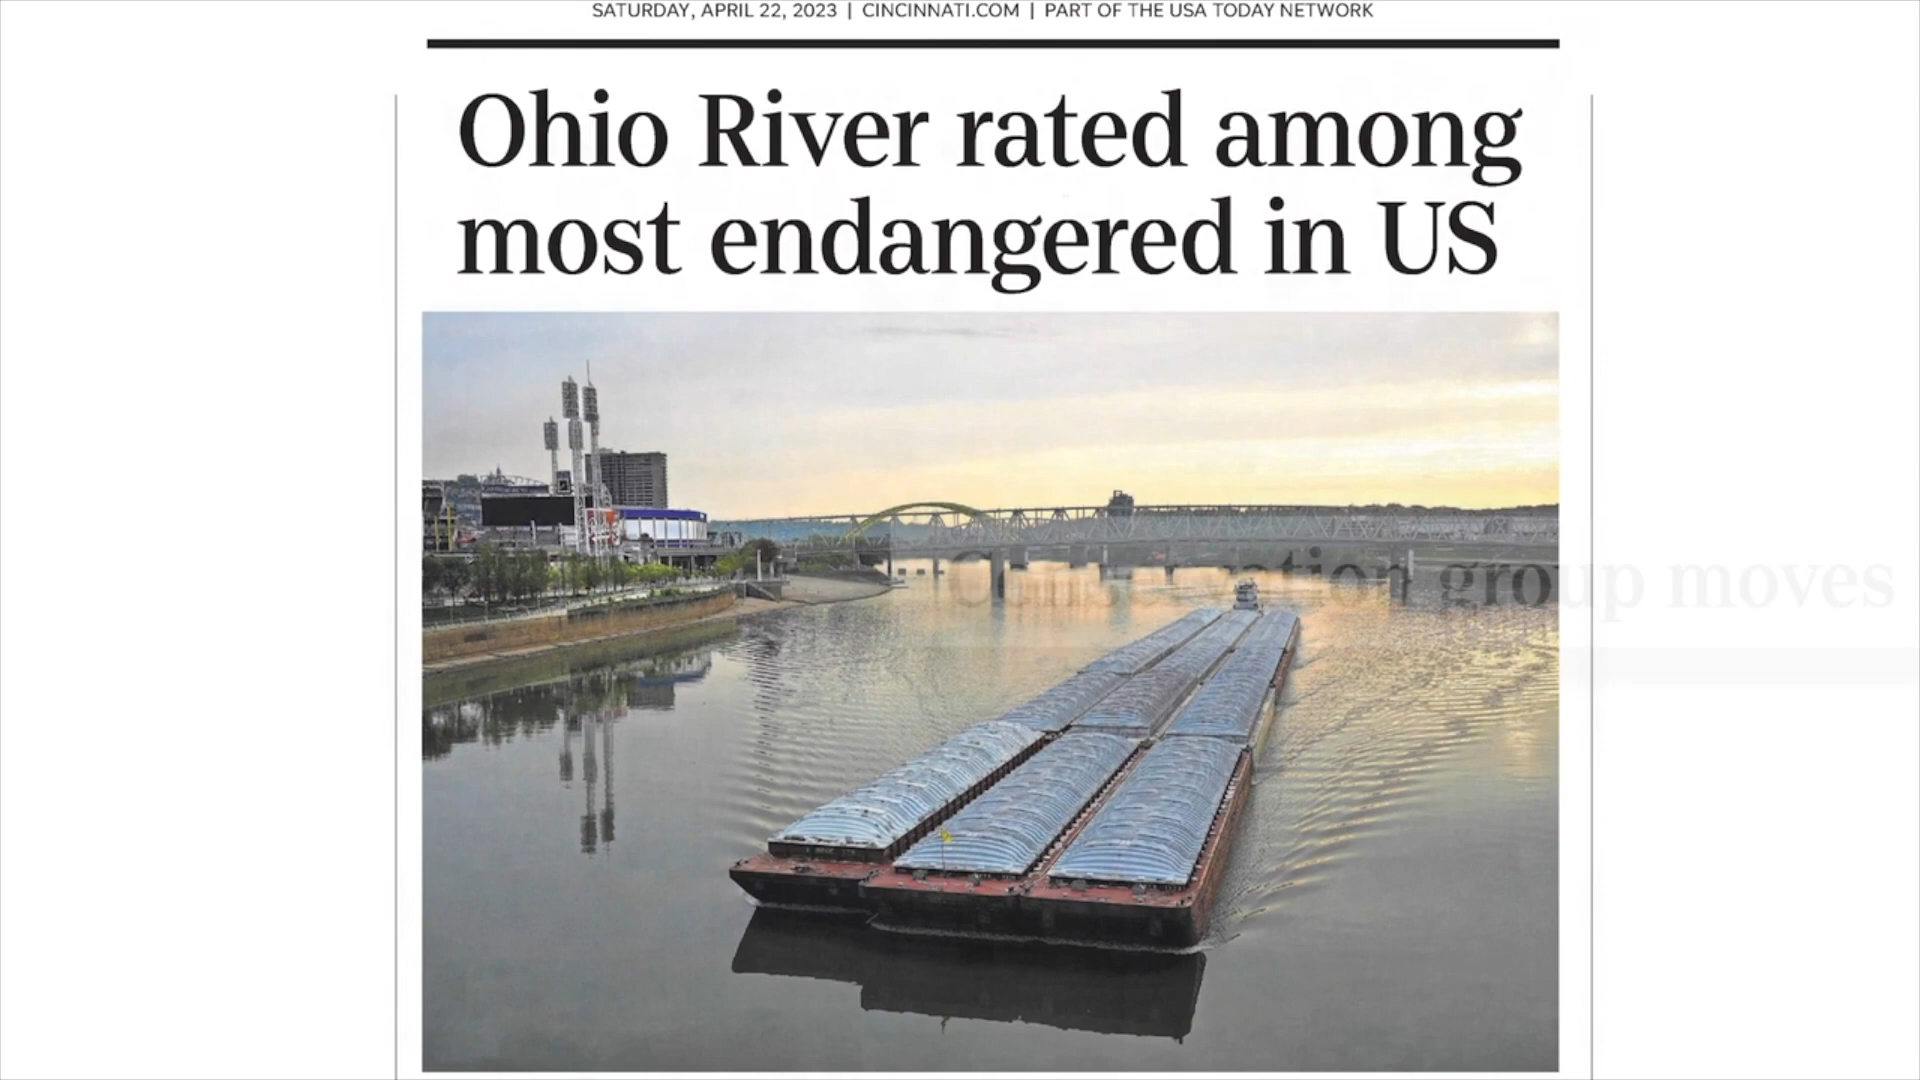 SATURDAY, APRIL 22, 2023 | CINCINNATI.COM | PART OF THE USA TODAY NETWORK
Ohio River rated among
most endangered in US
Conservation group moves